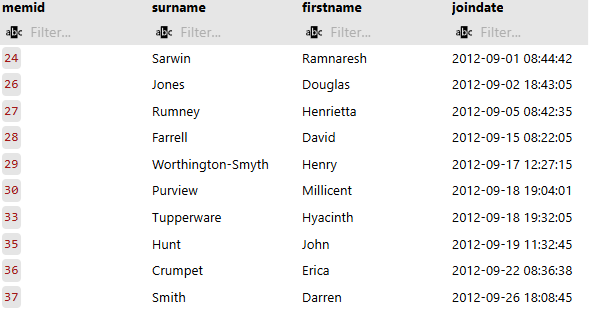 memid surname firstname joindate
abc Filter... abc Filter... abc Filter... abc Filter...
24 Sarwin Ramnaresh 2012-09-01 08:44:42
26 Jones Douglas 2012-09-02 18:43:05
27 Rumney Henrietta 2012-09-05 08:42:35
28 Farrell David 2012-09-15 08:22:05
29 Worthington-Smyth Henry 2012-09-17 12:27:15
30 Purview Millicent 2012-09-18 19:04:01
33 Tupperware Hyacinth 2012-09-18 19:32:05
35 Hunt John 2012-09-19 11:32:45
36 Crumpet Erica 2012-09-22 08:36:38
37 Smith Darren 2012-09-26 18:08:45